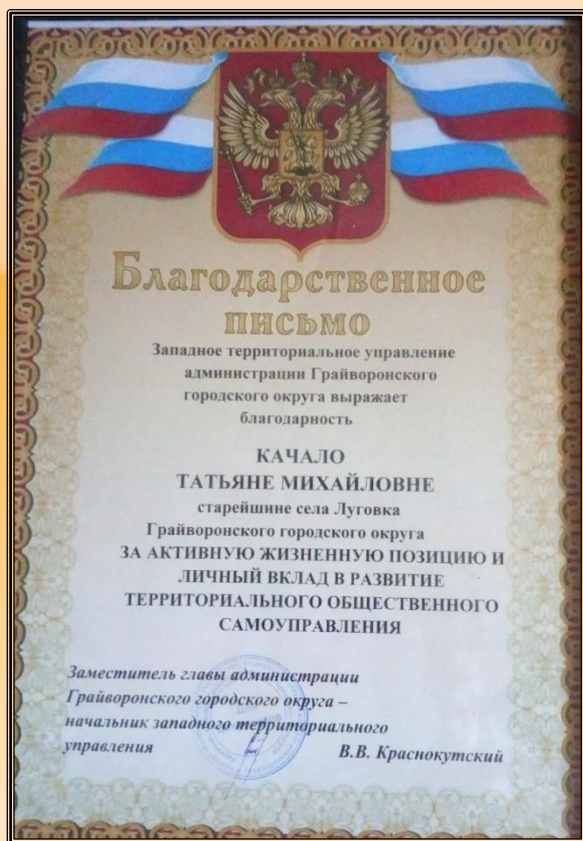 Благодарственное
письмо
Западное территориальное управление
администрации Грайворонского
городского округа выражает
благодарность
КАЧАЛО
ТАТЬЯНЕ МИХАЙЛОВНЕ
старейшине села Луговка
Грайворонского городского округа
ЗА АКТИВНУЮ ЖИЗНЕННУЮ ПОЗИЦИЮ И
ЛИЧНЫЙ ВКЛАД В РАЗВИТИЕ
ТЕРРИТОРИАЛЬНОГО ОБЩЕСТВЕННОГО
САМОУПРАВЛЕНИЯ
Заместитель главы администрации
Грайворонского городского округа –
начальник западного территориального
управления В.В. Краснокутский